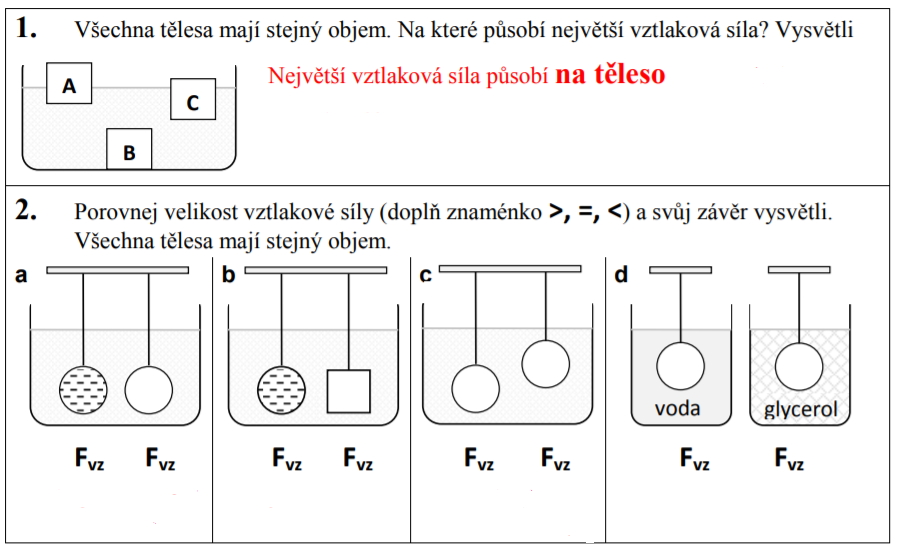 1. Všechna tělesa mají stejný objem. Na které působí největší vztlaková síla? Vysvětli
Největší vztlaková síla působí na těleso
A
C
B
2. Porovnej velikost vztlakové síly (doplň znaménko >, =, <) a svůj závěr vysvětli.
Všechna tělesa mají stejný objem.
a
b
c
d
voda
glycerol
Fvz Fvz
Fvz Fvz
Fvz Fvz
Fvz Fvz